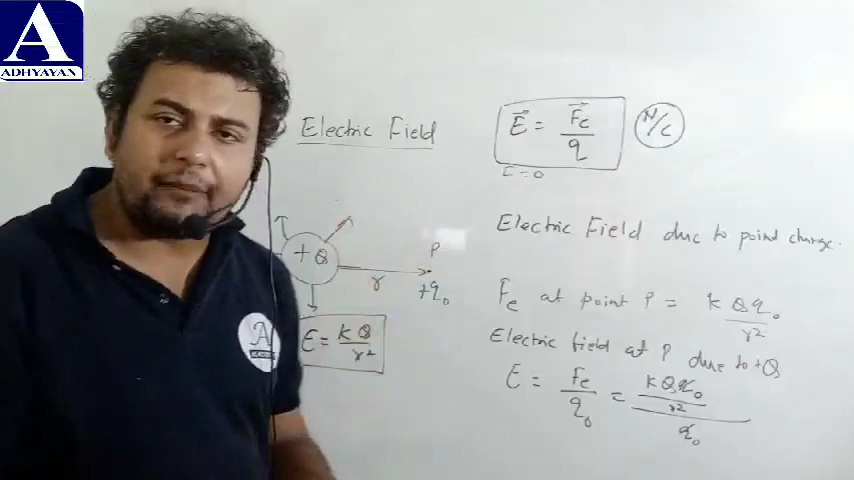 A
ADHYAYAN
Electric Field
E⃗ = F⃗e / q
N/C
E = 0
Electric Field due to point charge.
+Q
r
P
+q₀
Fe at point P = k Qq₀ / r²
Electric field at P due to +Q
E = Fe / q₀ = kQq₀ / r² / q₀
E = kQ / r²
A